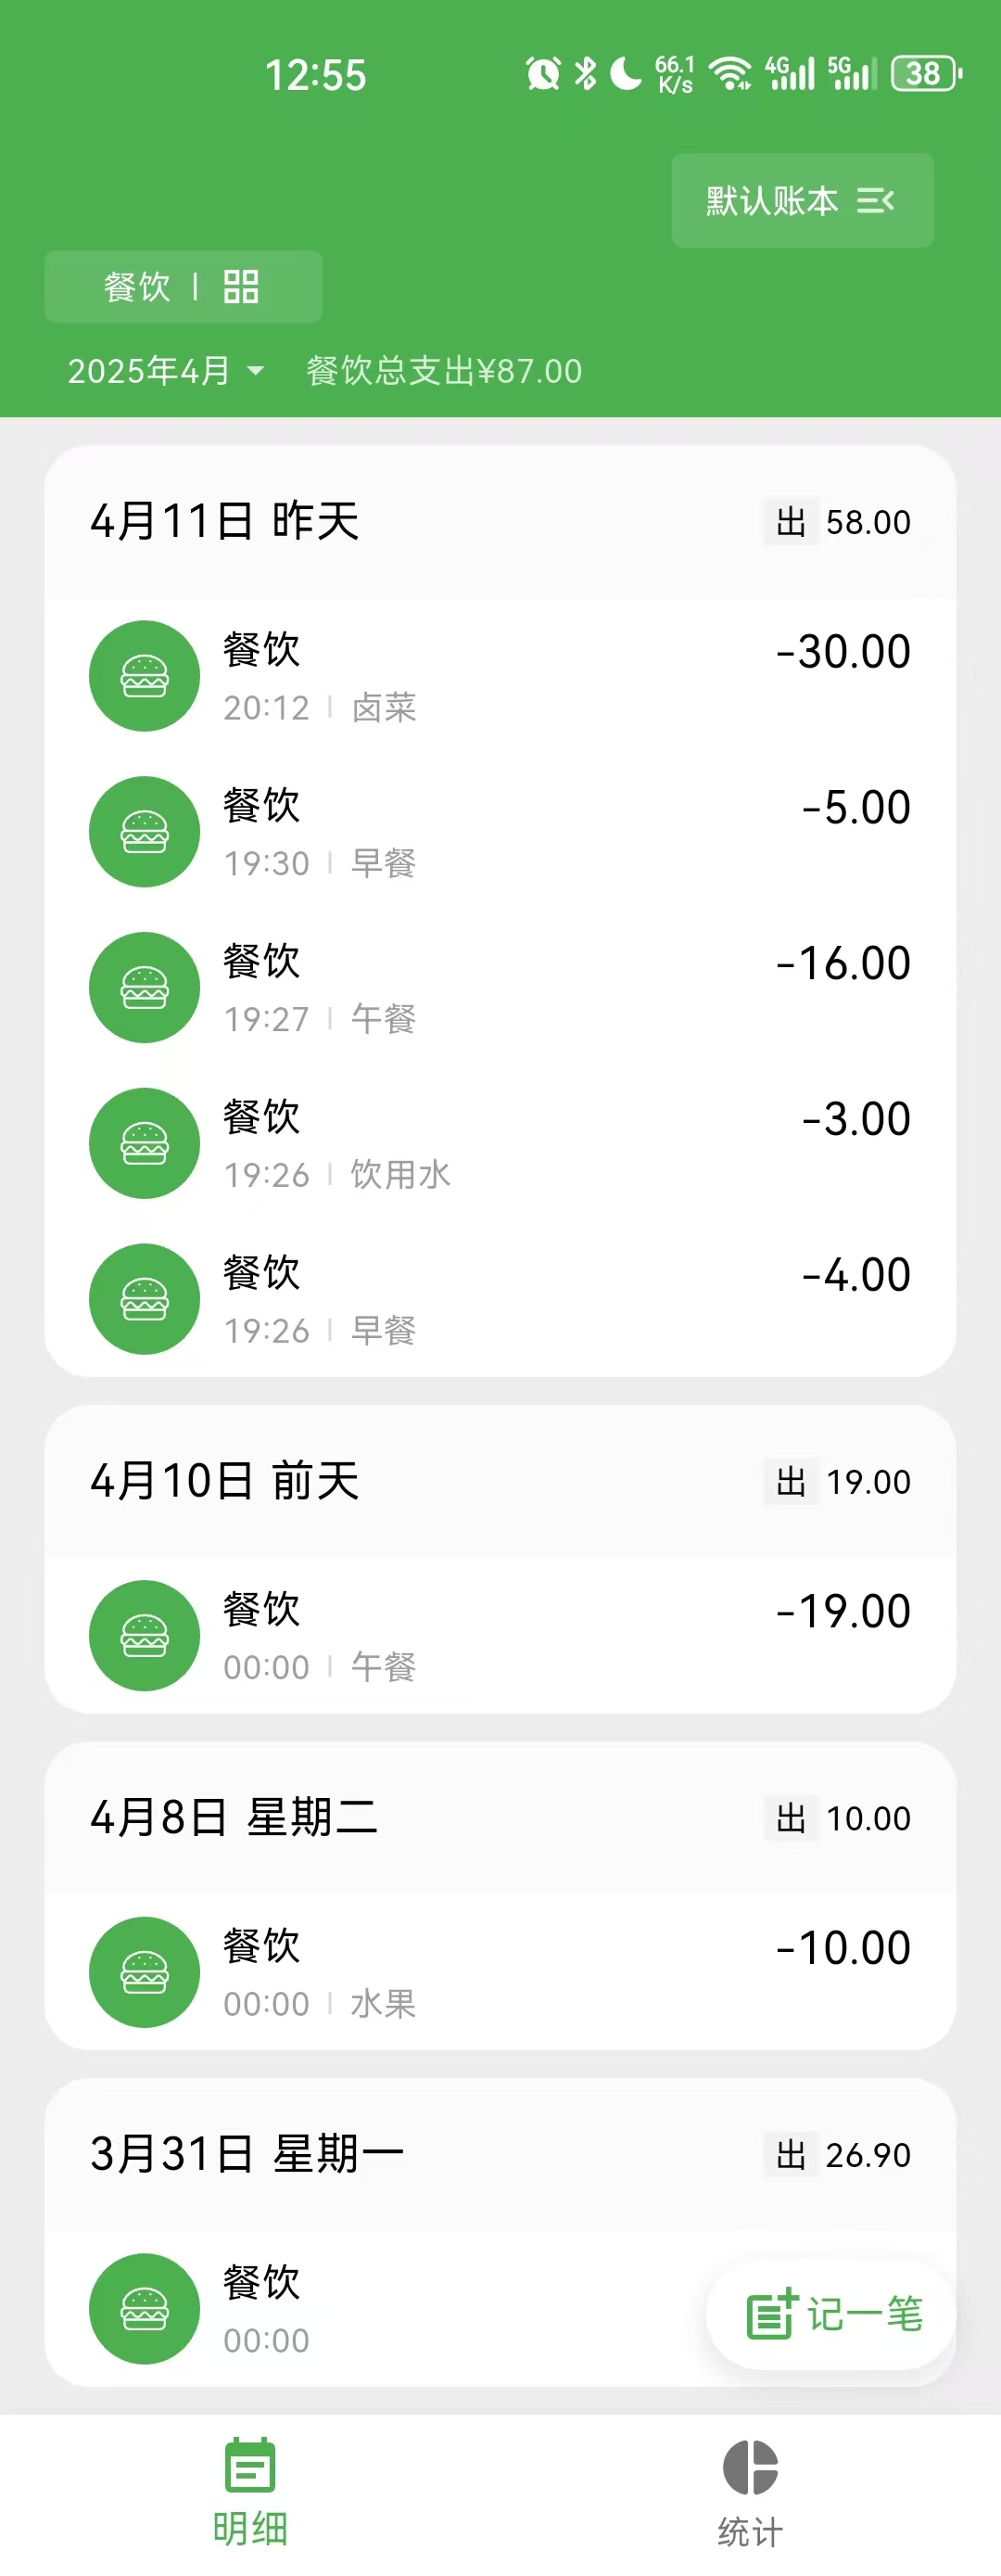 12:55
66.1 K/s 4G 5G 38
默认账本
餐饮
2025年4月 餐饮总支出¥87.00
4月11日 昨天 出 58.00
餐饮 -30.00
20:12 | 卤菜
餐饮 -5.00
19:30 | 早餐
餐饮 -16.00
19:27 | 午餐
餐饮 -3.00
19:26 | 饮用水
餐饮 -4.00
19:26 | 早餐
4月10日 前天 出 19.00
餐饮 -19.00
00:00 | 午餐
4月8日 星期二 出 10.00
餐饮 -10.00
00:00 | 水果
3月31日 星期一 出 26.90
餐饮
00:00
记一笔
明细 统计